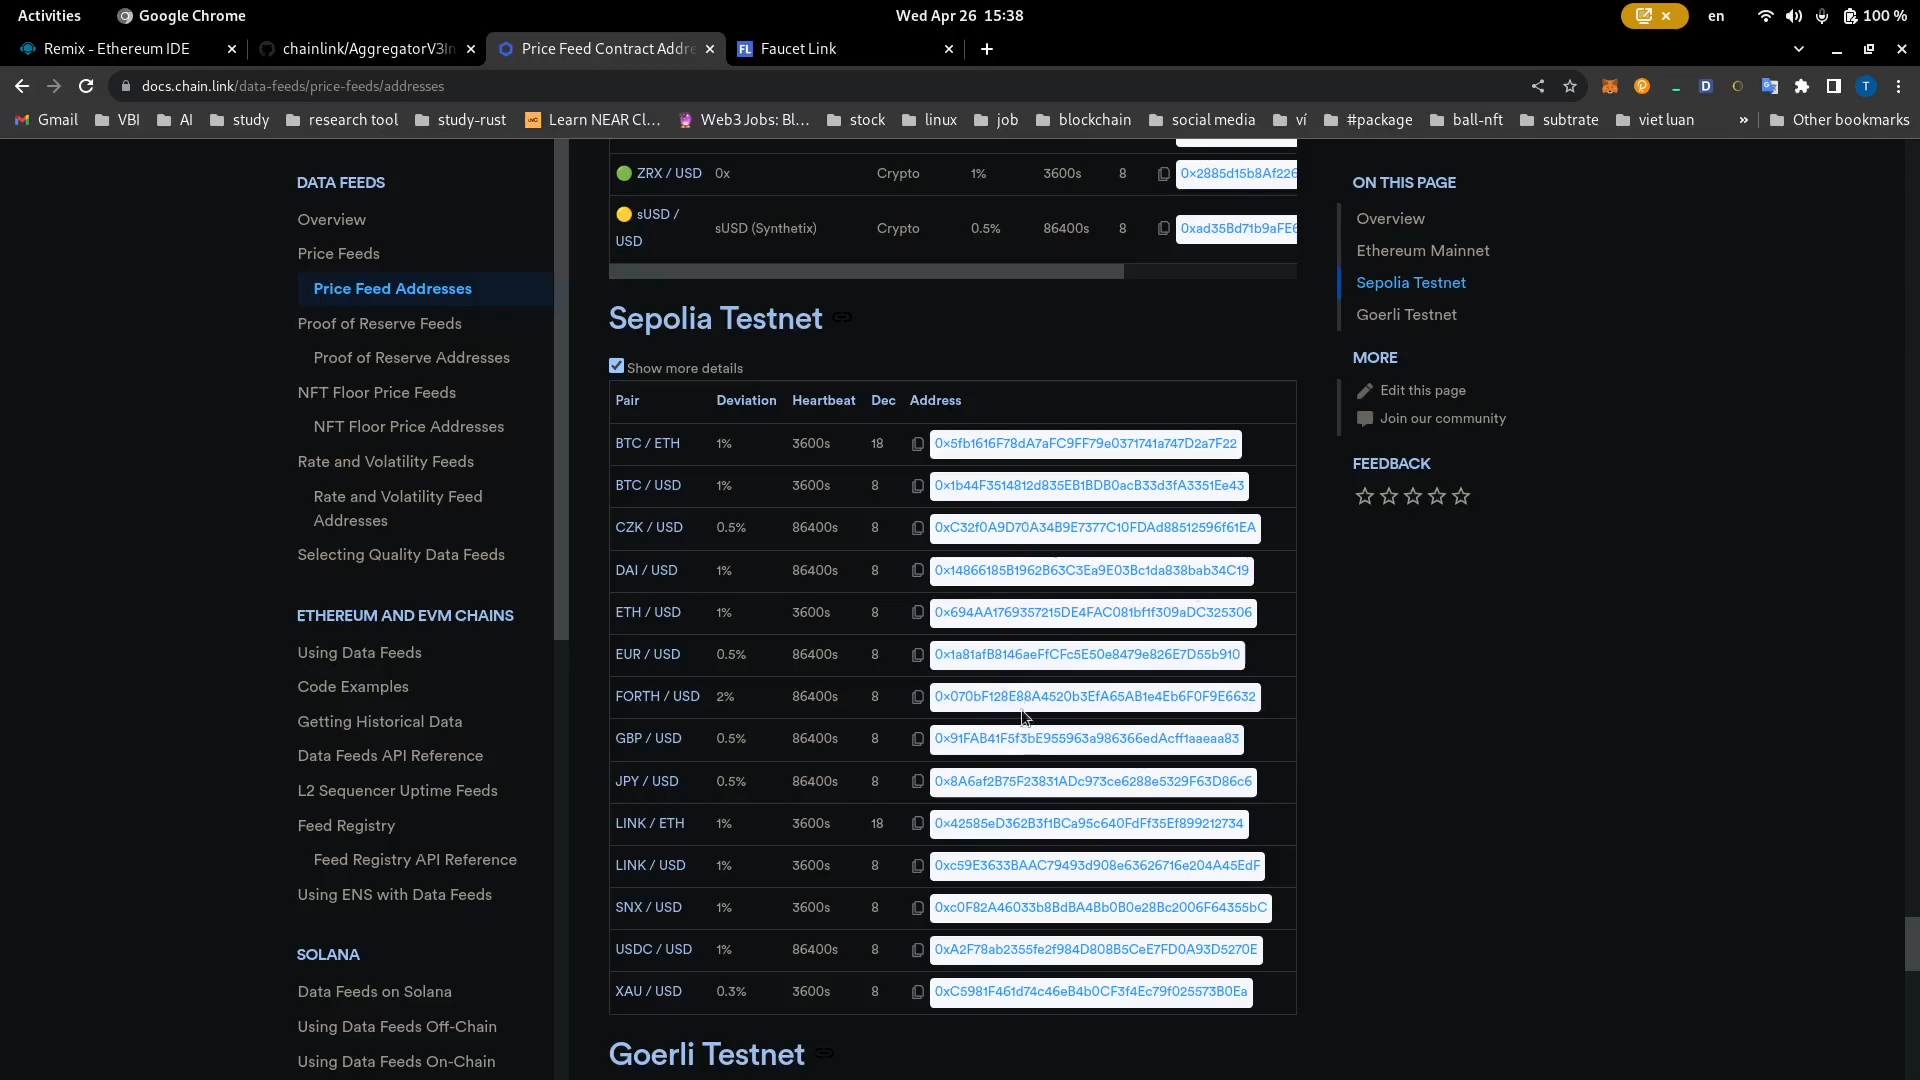 Activities
Google Chrome
Wed Apr 26 15:38
en
100 %
Remix - Ethereum IDE
chainlink/AggregatorV3In
Price Feed Contract Addre
FL Faucet Link
docs.chain.link/data-feeds/price-feeds/addresses
T
Gmail VBI AI study research tool study-rust Learn NEAR Cl... Web3 Jobs: Bl... stock linux job blockchain social media ví #package ball-nft subtrate viet luan » Other bookmarks
DATA FEEDS
Overview
Price Feeds
Price Feed Addresses
Proof of Reserve Feeds
Proof of Reserve Addresses
NFT Floor Price Feeds
NFT Floor Price Addresses
Rate and Volatility Feeds
Rate and Volatility Feed
Addresses
Selecting Quality Data Feeds
ETHEREUM AND EVM CHAINS
Using Data Feeds
Code Examples
Getting Historical Data
Data Feeds API Reference
L2 Sequencer Uptime Feeds
Feed Registry
Feed Registry API Reference
Using ENS with Data Feeds
SOLANA
Data Feeds on Solana
Using Data Feeds Off-Chain
Using Data Feeds On-Chain
ZRX / USD 0x Crypto 1% 3600s 8 0x2885d15b8Af226
sUSD /
USD sUSD (Synthetix) Crypto 0.5% 86400s 8 0xad35Bd71b9aFE6
Sepolia Testnet
Show more details
Pair Deviation Heartbeat Dec Address
BTC / ETH 1% 3600s 18 0x5fb1616F78dA7aFC9FF79e0371741a747D2a7F22
BTC / USD 1% 3600s 8 0x1b44F3514812d835EB1BDB0acB33d3fA3351Ee43
CZK / USD 0.5% 86400s 8 0xC32f0A9D70A34B9E7377C10FDAd88512596f61EA
DAI / USD 1% 86400s 8 0x14866185B1962B63C3Ea9E03Bc1da838bab34C19
ETH / USD 1% 3600s 8 0x694AA1769357215DE4FAC081bf1f309aDC325306
EUR / USD 0.5% 86400s 8 0x1a81afB8146aeFfCFc5E50e8479e826E7D55b910
FORTH / USD 2% 86400s 8 0x070bF128E88A4520b3EfA65AB1e4Eb6F0F9E6632
GBP / USD 0.5% 86400s 8 0x91FAB41F5f3bE955963a986366edAcff1aaeaa83
JPY / USD 0.5% 86400s 8 0x8A6af2B75F23831ADc973ce6288e5329F63D86c6
LINK / ETH 1% 3600s 18 0x42585eD362B3f1BCa95c640FdFf35Ef899212734
LINK / USD 1% 3600s 8 0xc59E3633BAAC79493d908e63626716e204A45EdF
SNX / USD 1% 3600s 8 0xc0F82A46033b8BdBA4Bb0B0e28Bc2006F64355bC
USDC / USD 1% 86400s 8 0xA2F78ab2355fe2f984D808B5CeE7FD0A93D5270E
XAU / USD 0.3% 3600s 8 0xC5981F461d74c46eB4b0CF3f4Ec79f025573B0Ea
Goerli Testnet
ON THIS PAGE
Overview
Ethereum Mainnet
Sepolia Testnet
Goerli Testnet
MORE
Edit this page
Join our community
FEEDBACK